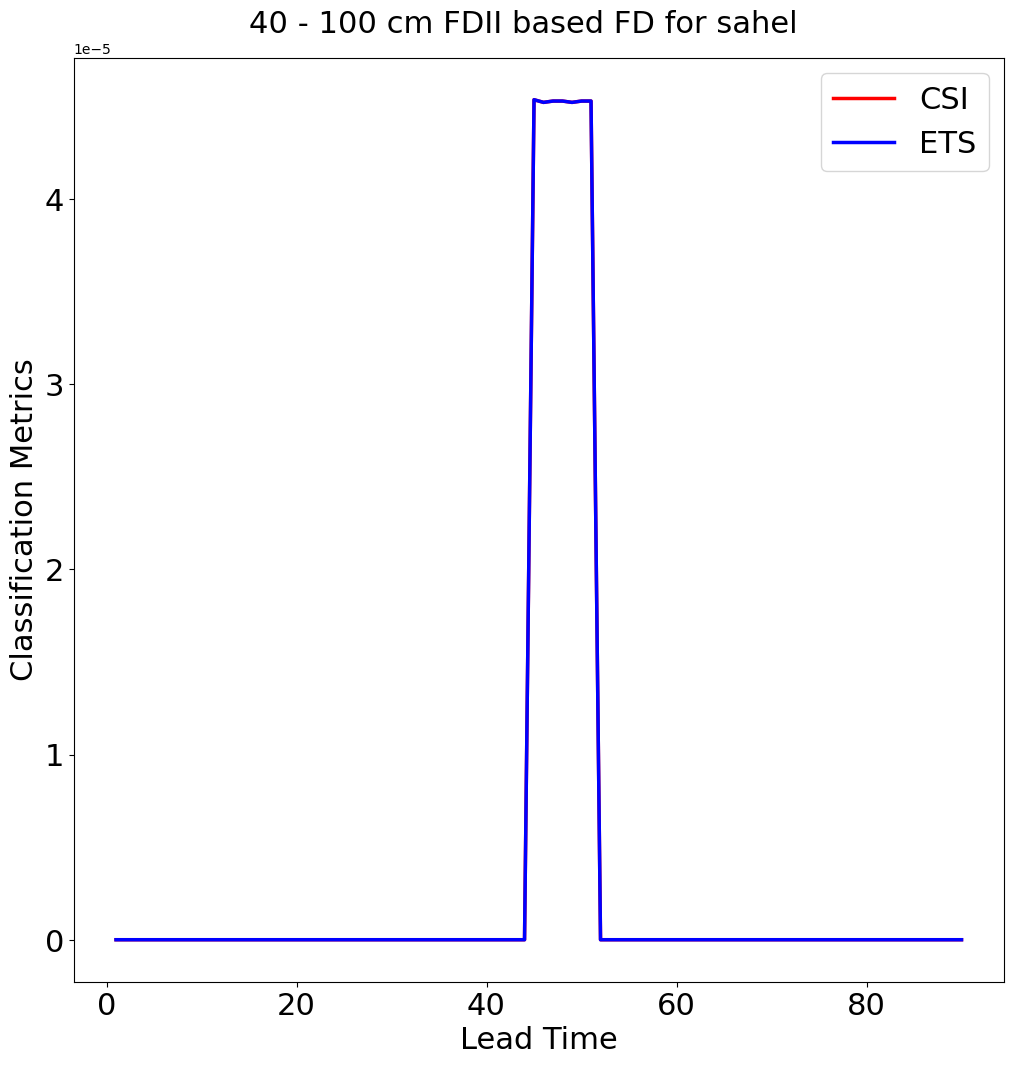 40 - 100 cm FDII based FD for sahel
1e−5
CSI
ETS
4
3
2
1
0
Classification Metrics
0 20 40 60 80
Lead Time